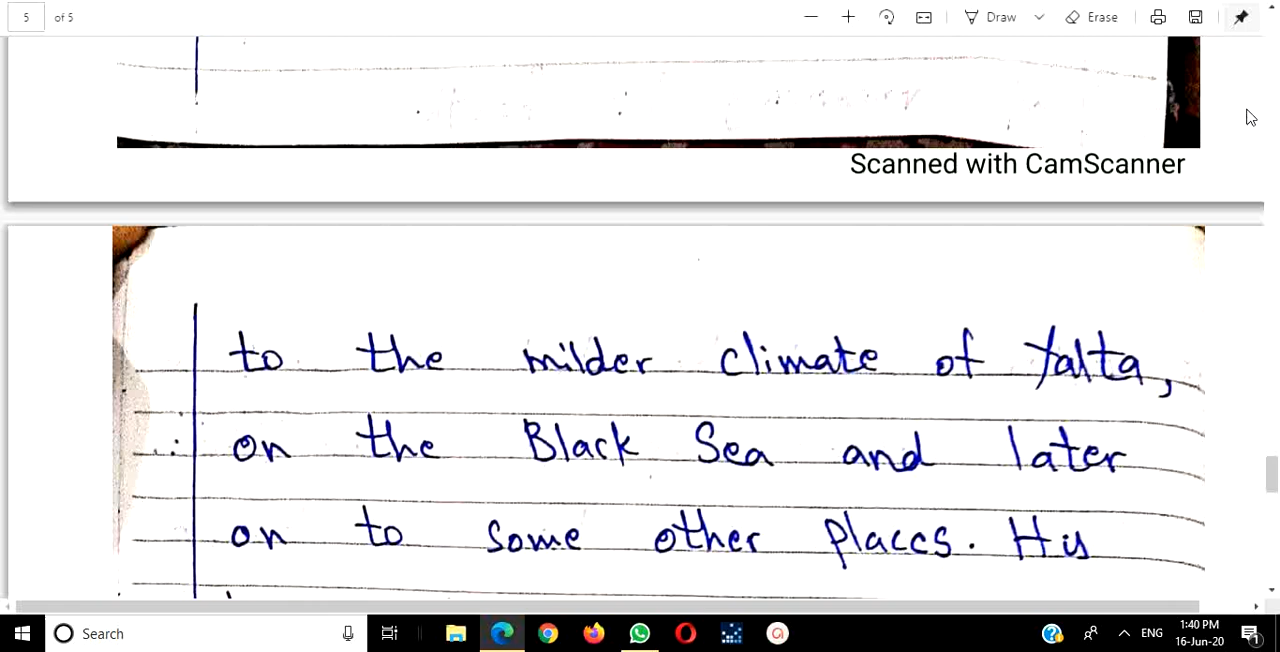 5 of 5 Draw Erase
Scanned with CamScanner
to the milder climate of Yalta,
on the Black Sea and later
on to some other places. His
Search ENG 1:40 PM
16-Jun-20 1